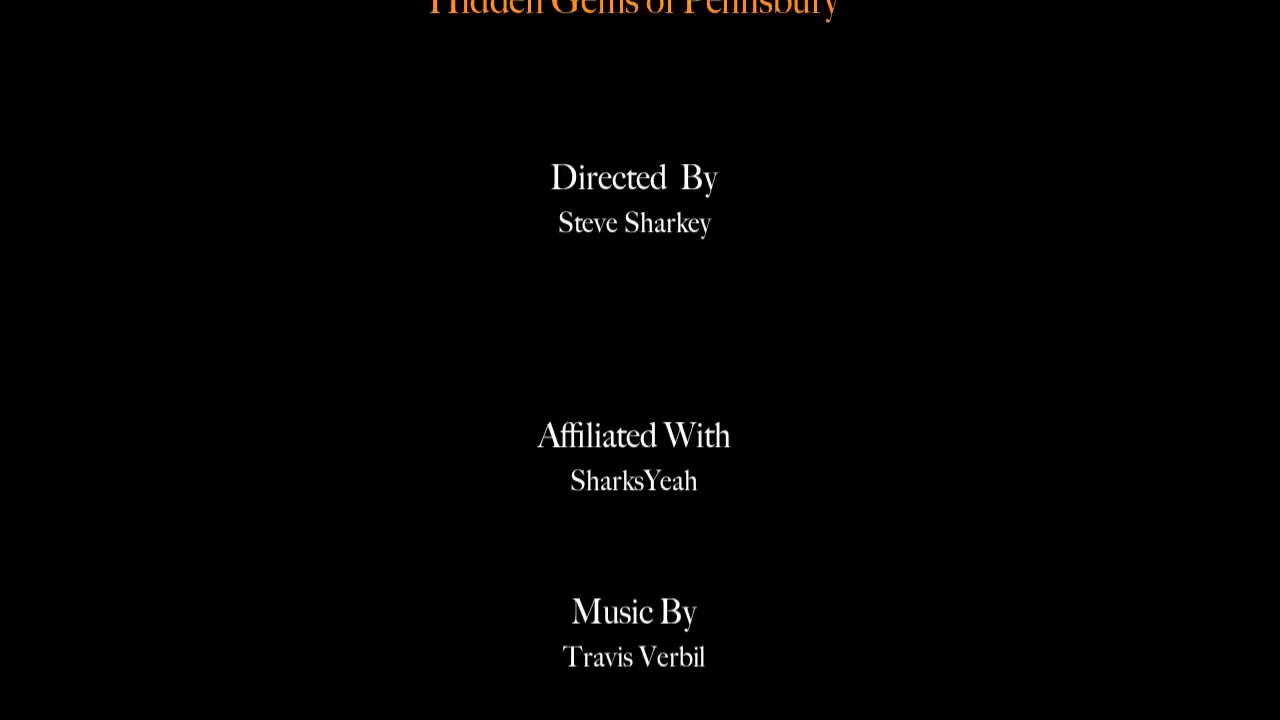 Hidden Gems of Pennsbury
Directed By
Steve Sharkey
Affiliated With
SharksYeah
Music By
Travis Verbil